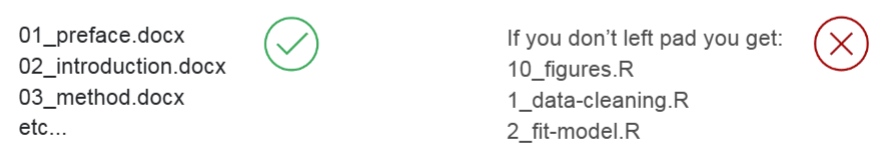 01_preface.docx
02_introduction.docx
03_method.docx
etc...
If you don’t left pad you get:
10_figures.R
1_data-cleaning.R
2_fit-model.R